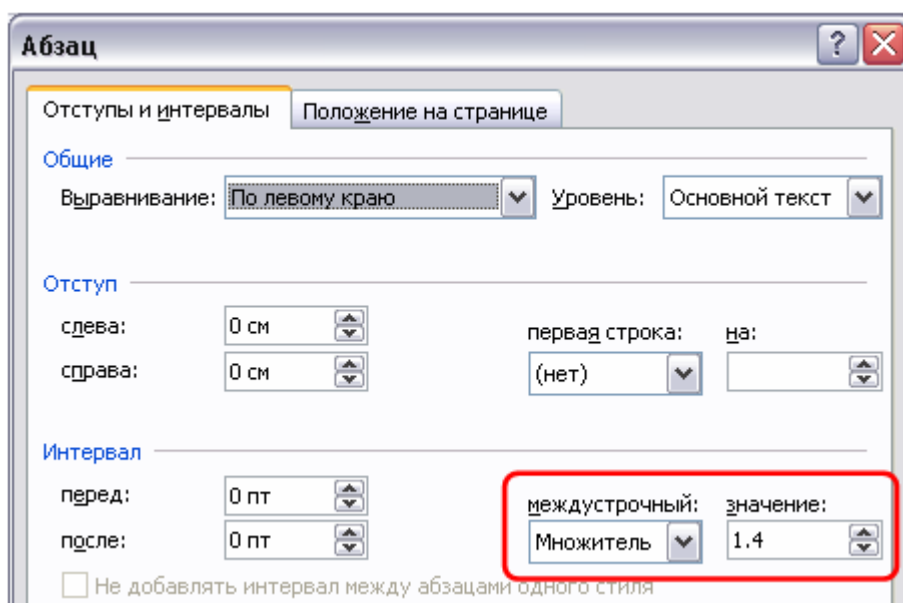 Абзац
Отступы и интервалы Положение на странице
Общие
Выравнивание: По левому краю Уровень: Основной текст
Отступ
слева: 0 см первая строка: на:
справа: 0 см (нет)
Интервал
перед: 0 пт междустрочный: значение:
после: 0 пт Множитель 1.4
Не добавлять интервал между абзацами одного стиля